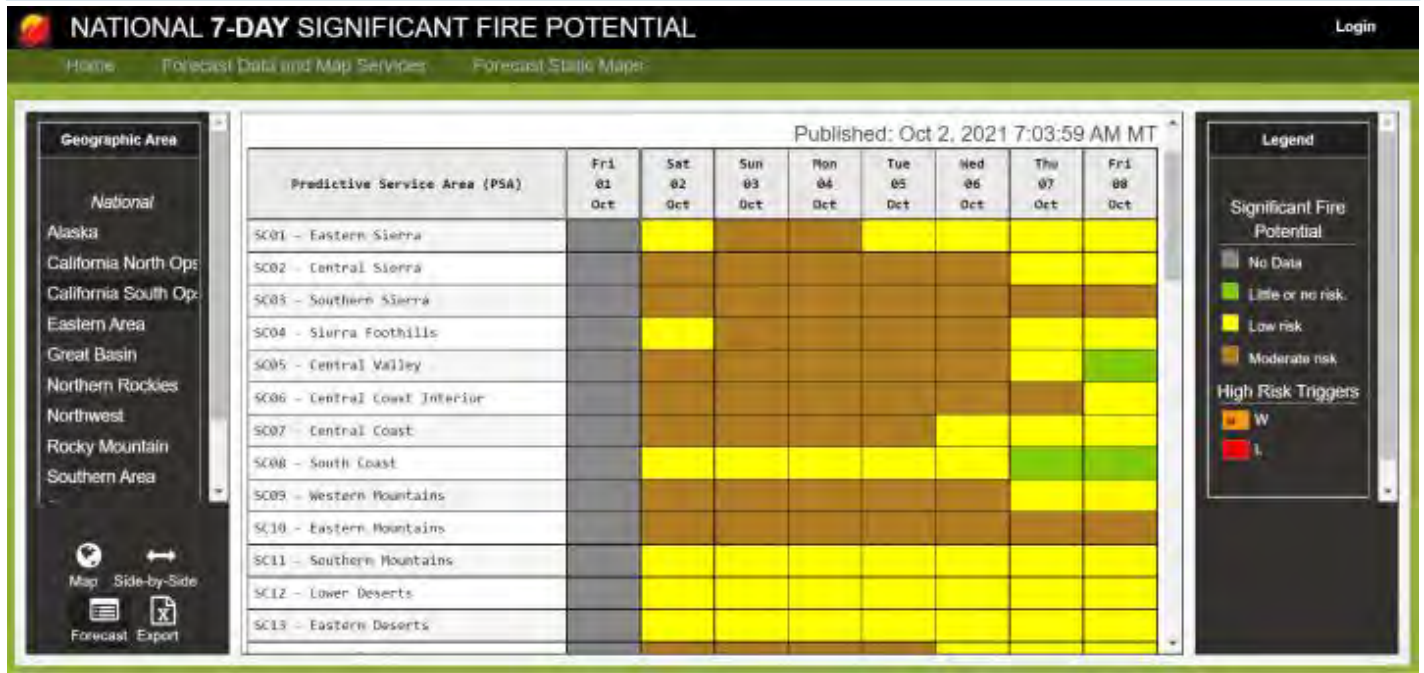 NATIONAL 7-DAY SIGNIFICANT FIRE POTENTIAL
Login
Home Forecast Data and Map Services Forecast Static Maps
Geographic Area
National
Alaska
California North Ops
California South Op
Eastern Area
Great Basin
Northern Rockies
Northwest
Rocky Mountain
Southern Area
Map Side-by-Side
Forecast Export
Published: Oct 2, 2021 7:03:59 AM MT
Predictive Service Area (PSA)
Fri 01 Oct
Sat 02 Oct
Sun 03 Oct
Mon 04 Oct
Tue 05 Oct
Wed 06 Oct
Thu 07 Oct
Fri 08 Oct
SC01 - Eastern Sierra
SC02 - Central Sierra
SC03 - Southern Sierra
SC04 - Sierra Foothills
SC05 - Central Valley
SC06 - Central Coast Interior
SC07 - Central Coast
SC08 - South Coast
SC09 - Western Mountains
SC10 - Eastern Mountains
SC11 - Southern Mountains
SC12 - Lower Deserts
SC13 - Eastern Deserts
Legend
Significant Fire
Potential
No Data
Little or no risk.
Low risk
Moderate risk
High Risk Triggers
W
L